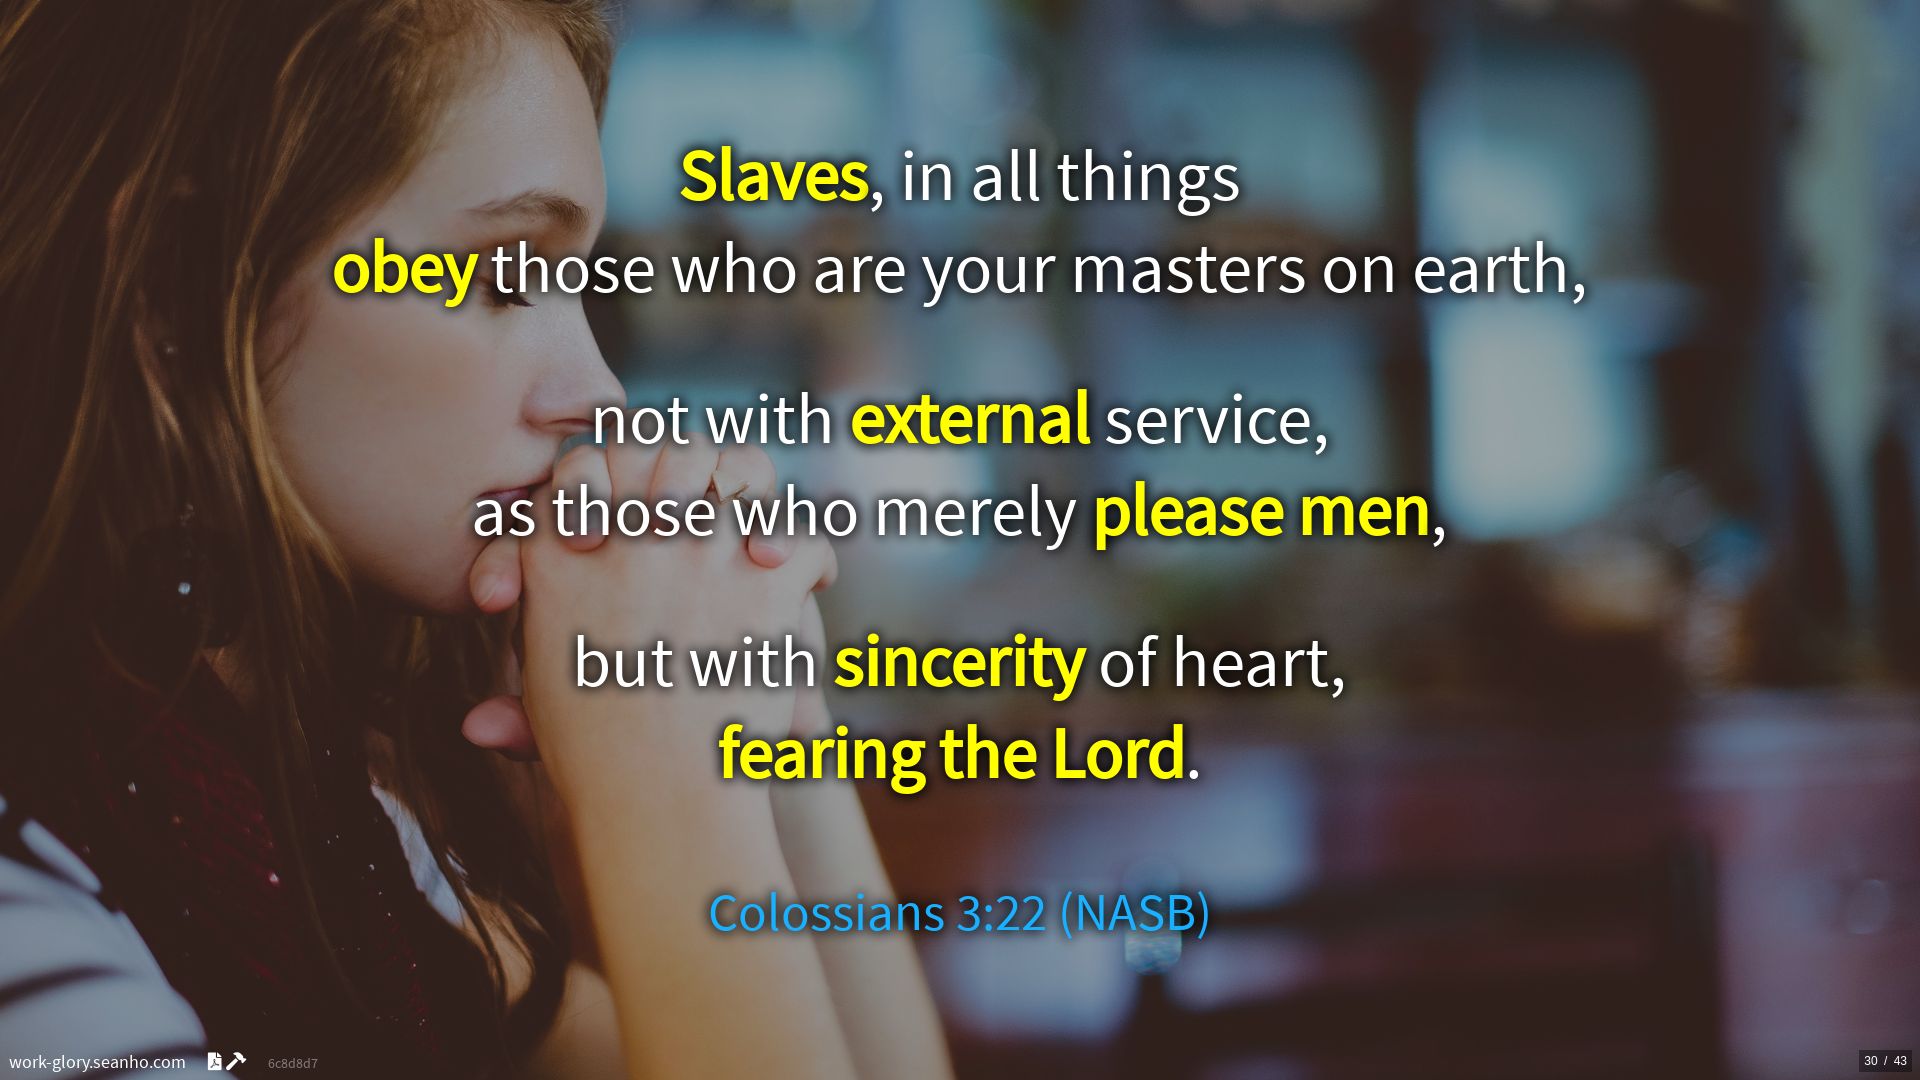 Slaves, in all things
obey those who are your masters on earth,
not with external service,
as those who merely please men,
but with sincerity of heart,
fearing the Lord.
Colossians 3:22 (NASB)
work-glory.seanho.com 6c8d8d7
30 / 43